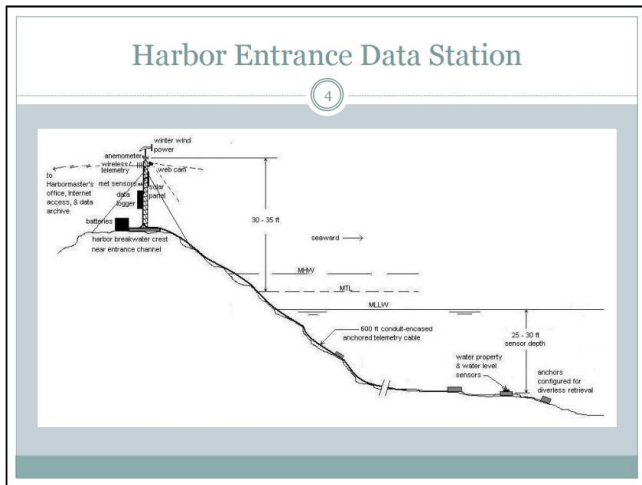 Harbor Entrance Data Station
4
winter wind
power
anemometer
wireless
telemetry
web cam
to
Harbormaster's
office, Internet
access, & data
archive
met sensors
solar
panel
data
logger
batteries
harbor breakwater crest
near entrance channel
30 - 35 ft
seaward
MHW
MTL
MLLW
600 ft conduit-encased
anchored telemetry cable
25 - 30 ft
sensor depth
water property
& water level
sensors
anchors
configured for
diverless retrieval